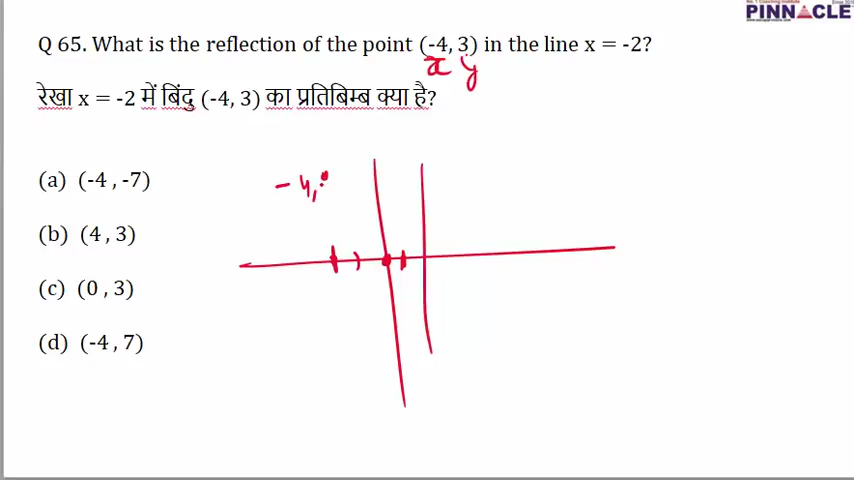 PINNACLE
Q 65. What is the reflection of the point (-4, 3) in the line x = -2?
x y
रेखा x = -2 में बिंदु (-4, 3) का प्रतिबिम्ब क्या है?
(a) (-4 , -7)
-4,
(b) (4 , 3)
(c) (0 , 3)
(d) (-4 , 7)